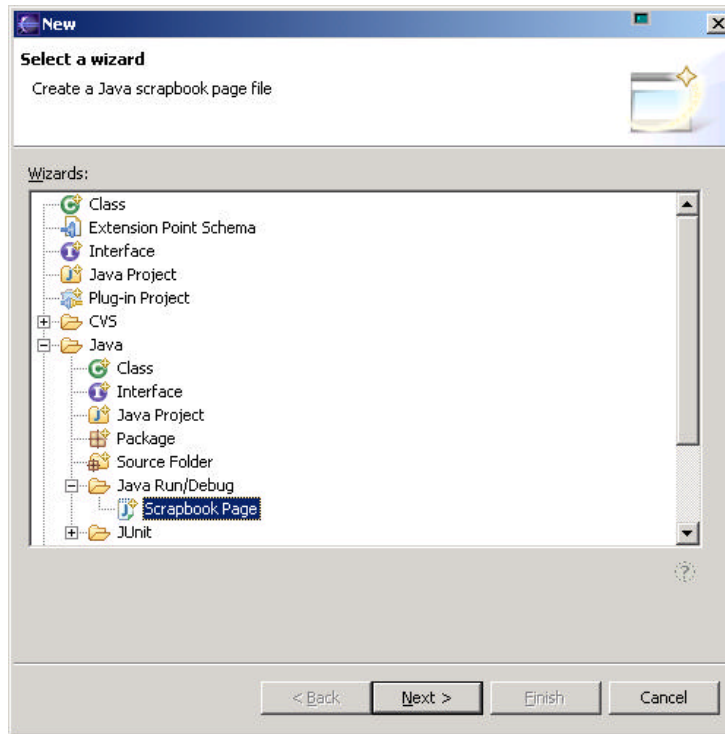 New
Select a wizard
Create a Java scrapbook page file
Wizards:
Class
Extension Point Schema
Interface
Java Project
Plug-in Project
CVS
Java
Class
Interface
Java Project
Package
Source Folder
Java Run/Debug
Scrapbook Page
JUnit
< Back Next > Finish Cancel